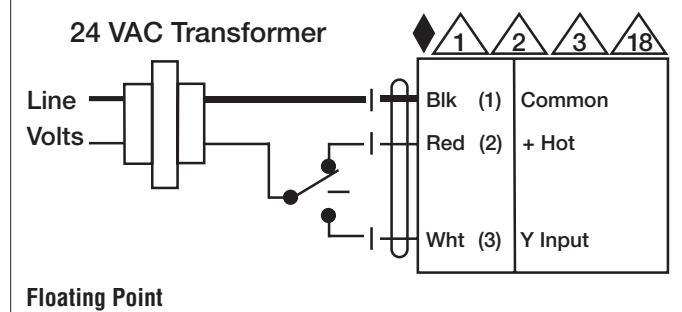 24 VAC Transformer
1 2 3 18
Line
Volts
Blk (1) Common
Red (2) + Hot
Wht (3) Y Input
Floating Point